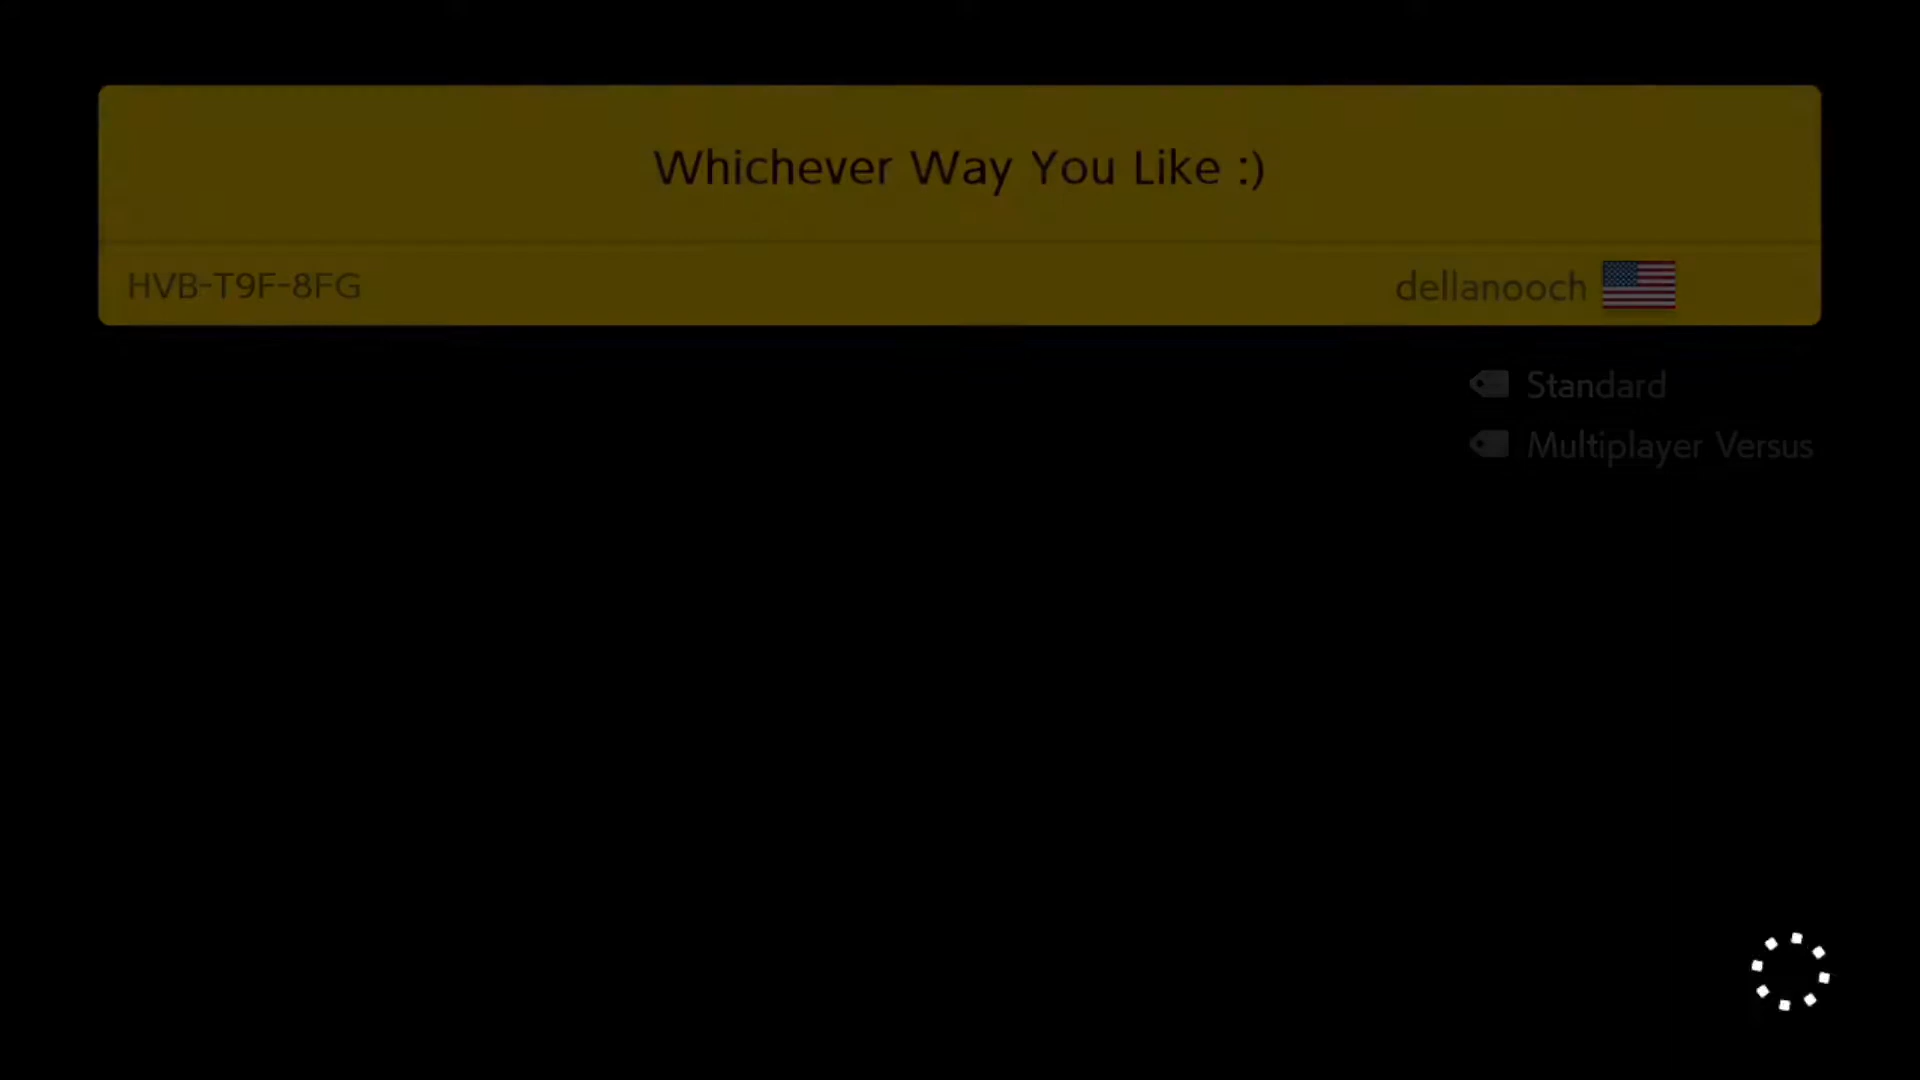 Whichever Way You Like :)
HVB-T9F-8FG
dellanooch
Standard
Multiplayer Versus